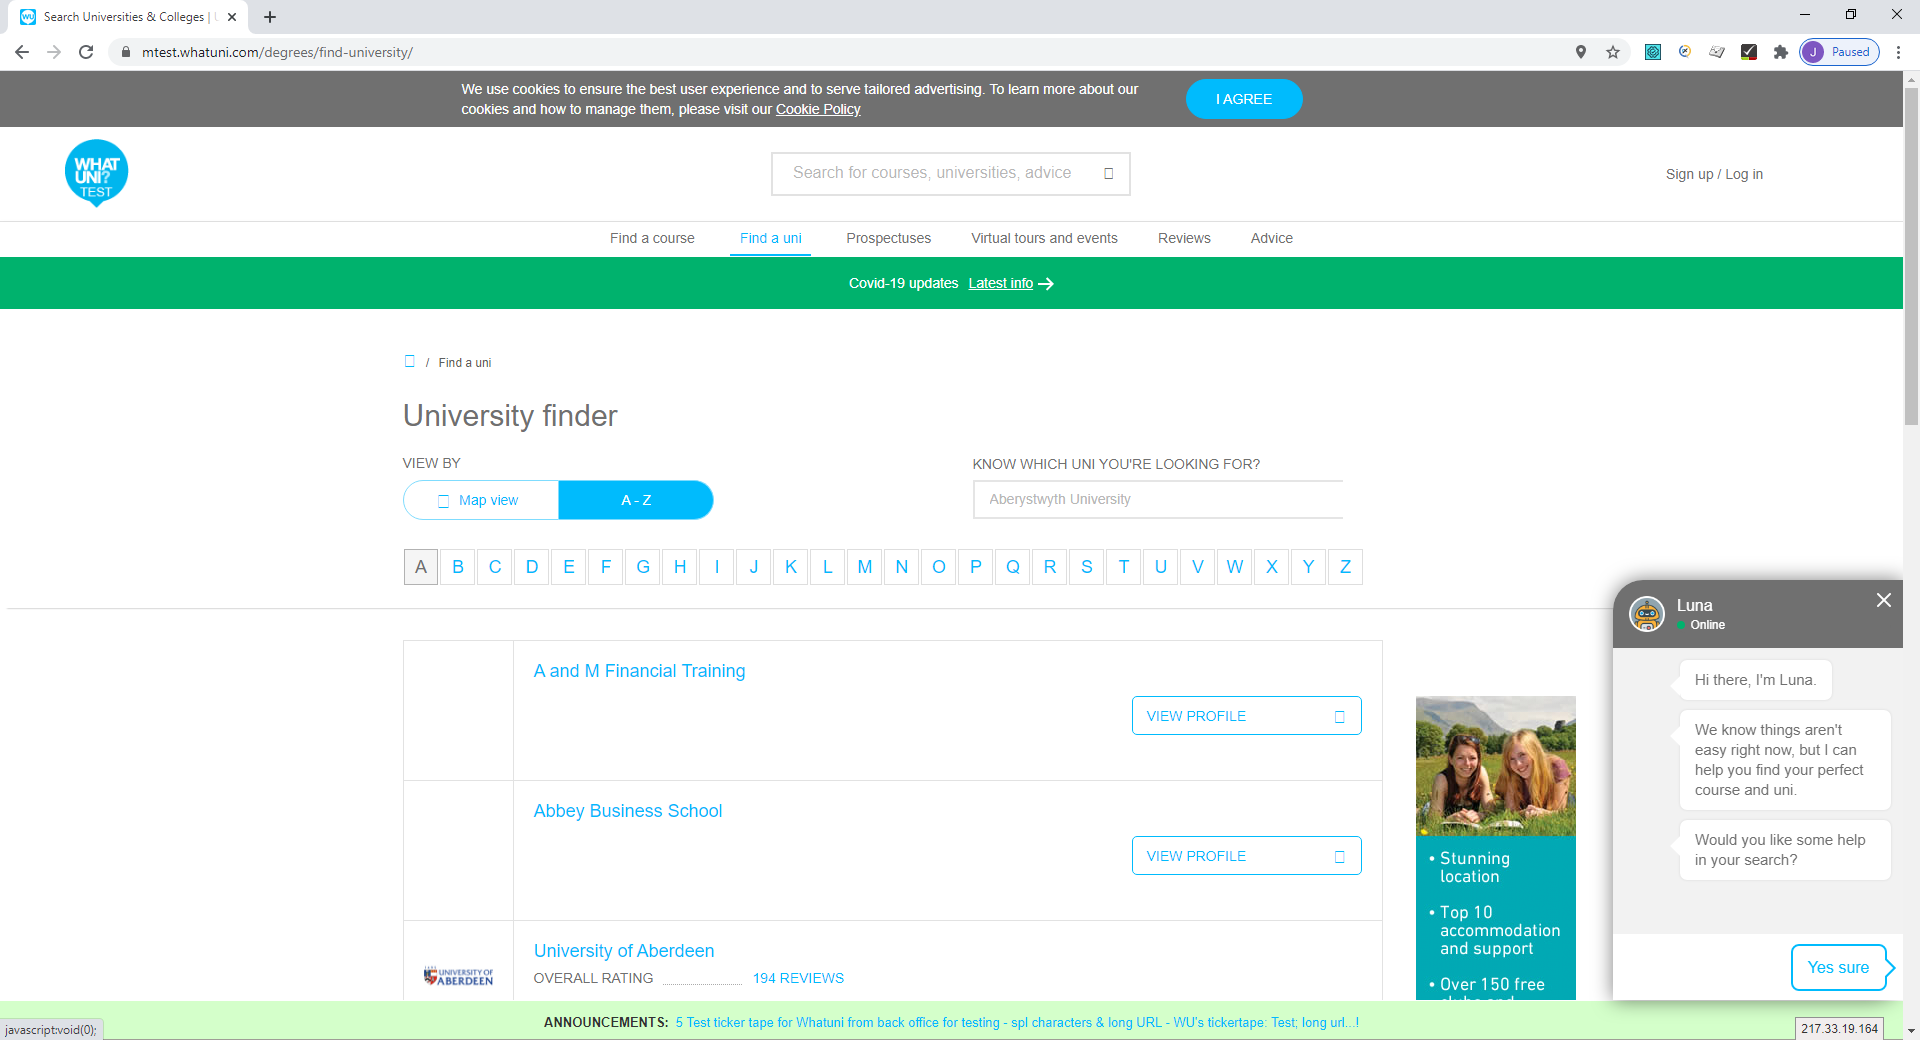 Search Universities & Colleges |
mtest.whatuni.com/degrees/find-university/
J Paused
We use cookies to ensure the best user experience and to serve tailored advertising. To learn more about our
cookies and how to manage them, please visit our Cookie Policy
I AGREE
WHAT
UNI?
TEST
Search for courses, universities, advice
Sign up / Log in
Find a course
Find a uni
Prospectuses
Virtual tours and events
Reviews
Advice
Covid-19 updates Latest info
/ Find a uni
University finder
VIEW BY
Map view
A - Z
KNOW WHICH UNI YOU'RE LOOKING FOR?
Aberystwyth University
A B C D E F G H I J K L M N O P Q R S T U V W X Y Z
A and M Financial Training
VIEW PROFILE
Abbey Business School
VIEW PROFILE
UNIVERSITY OF
ABERDEEN
University of Aberdeen
OVERALL RATING
194 REVIEWS
• Stunning
location
• Top 10
accommodation
and support
• Over 150 free
clubs and
Luna
Online
Hi there, I'm Luna.
We know things aren't
easy right now, but I can
help you find your perfect
course and uni.
Would you like some help
in your search?
Yes sure
ANNOUNCEMENTS: 5 Test ticker tape for Whatuni from back office for testing - spl characters & long URL - WU's tickertape: Test; long url...!
javascript:void(0);
217.33.19.164